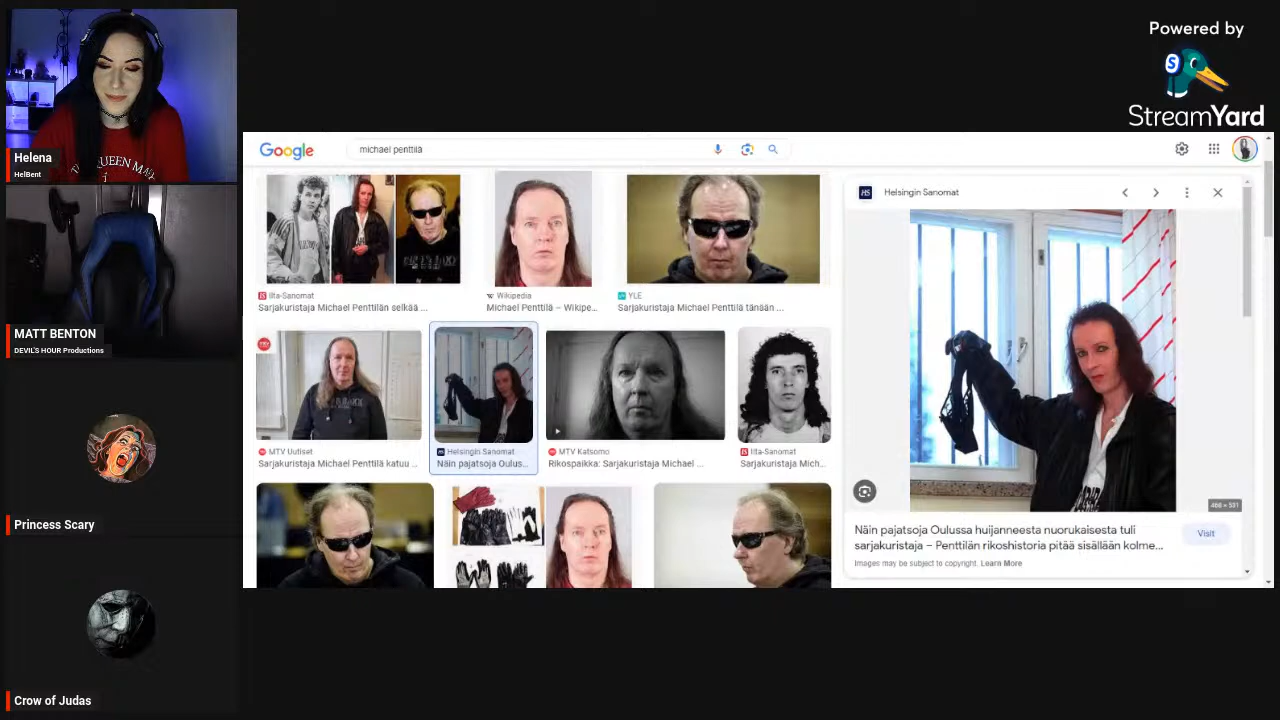 Powered by
StreamYard
Helena
HelBent
MATT BENTON
DEVIL'S HOUR Productions
Princess Scary
Crow of Judas
Google
michael penttilä
Ilta-Sanomat
Sarjakuristaja Michael Penttilän selkää ...
Wikipedia
Michael Penttilä – Wikipe...
YLE
Sarjakuristaja Michael Penttilä tänään ...
MTV Uutiset
Sarjakuristaja Michael Penttilä katuu ...
Helsingin Sanomat
Näin pajatsoja Oulus...
MTV Katsomo
Rikospaikka: Sarjakuristaja Michael ...
Ilta-Sanomat
Sarjakuristaja Mich...
HS
Helsingin Sanomat
Näin pajatsoja Oulussa huijanneesta nuorukaisesta tuli
sarjakuristaja – Penttilän rikoshistoria pitää sisällään kolme...
Visit
Images may be subject to copyright. Learn More